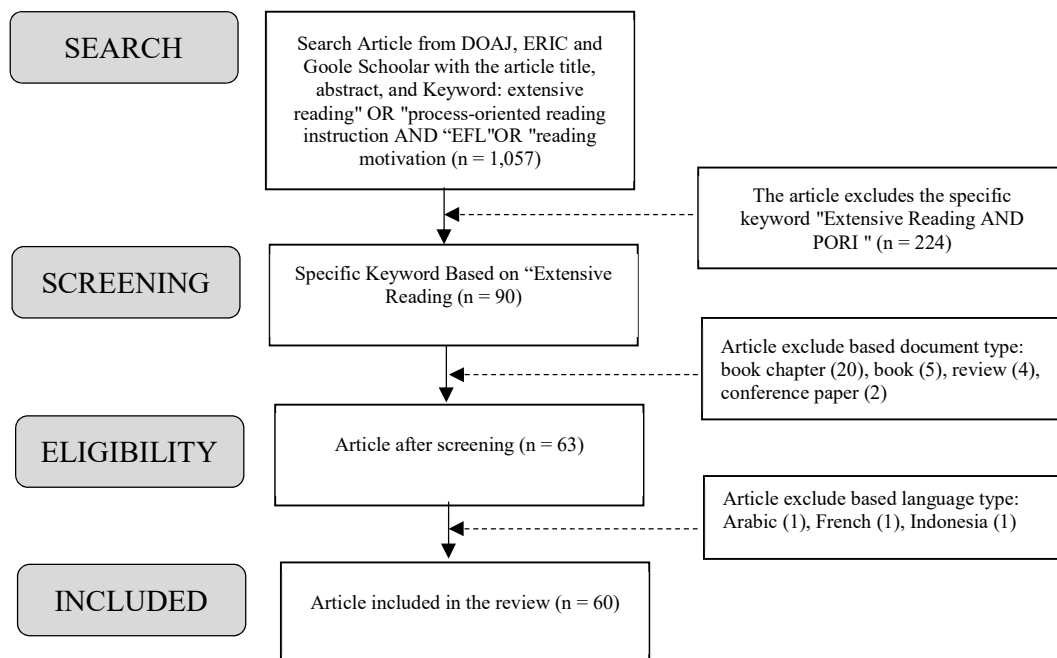 SEARCH
Search Article from DOAJ, ERIC and
Goole Schoolar with the article title,
abstract, and Keyword: extensive
reading" OR "process-oriented reading
instruction AND “EFL"OR "reading
motivation (n = 1,057)
The article excludes the specific
keyword "Extensive Reading AND
PORI " (n = 224)
SCREENING
Specific Keyword Based on “Extensive
Reading (n = 90)
Article exclude based document type:
book chapter (20), book (5), review (4),
conference paper (2)
ELIGIBILITY
Article after screening (n = 63)
Article exclude based language type:
Arabic (1), French (1), Indonesia (1)
INCLUDED
Article included in the review (n = 60)